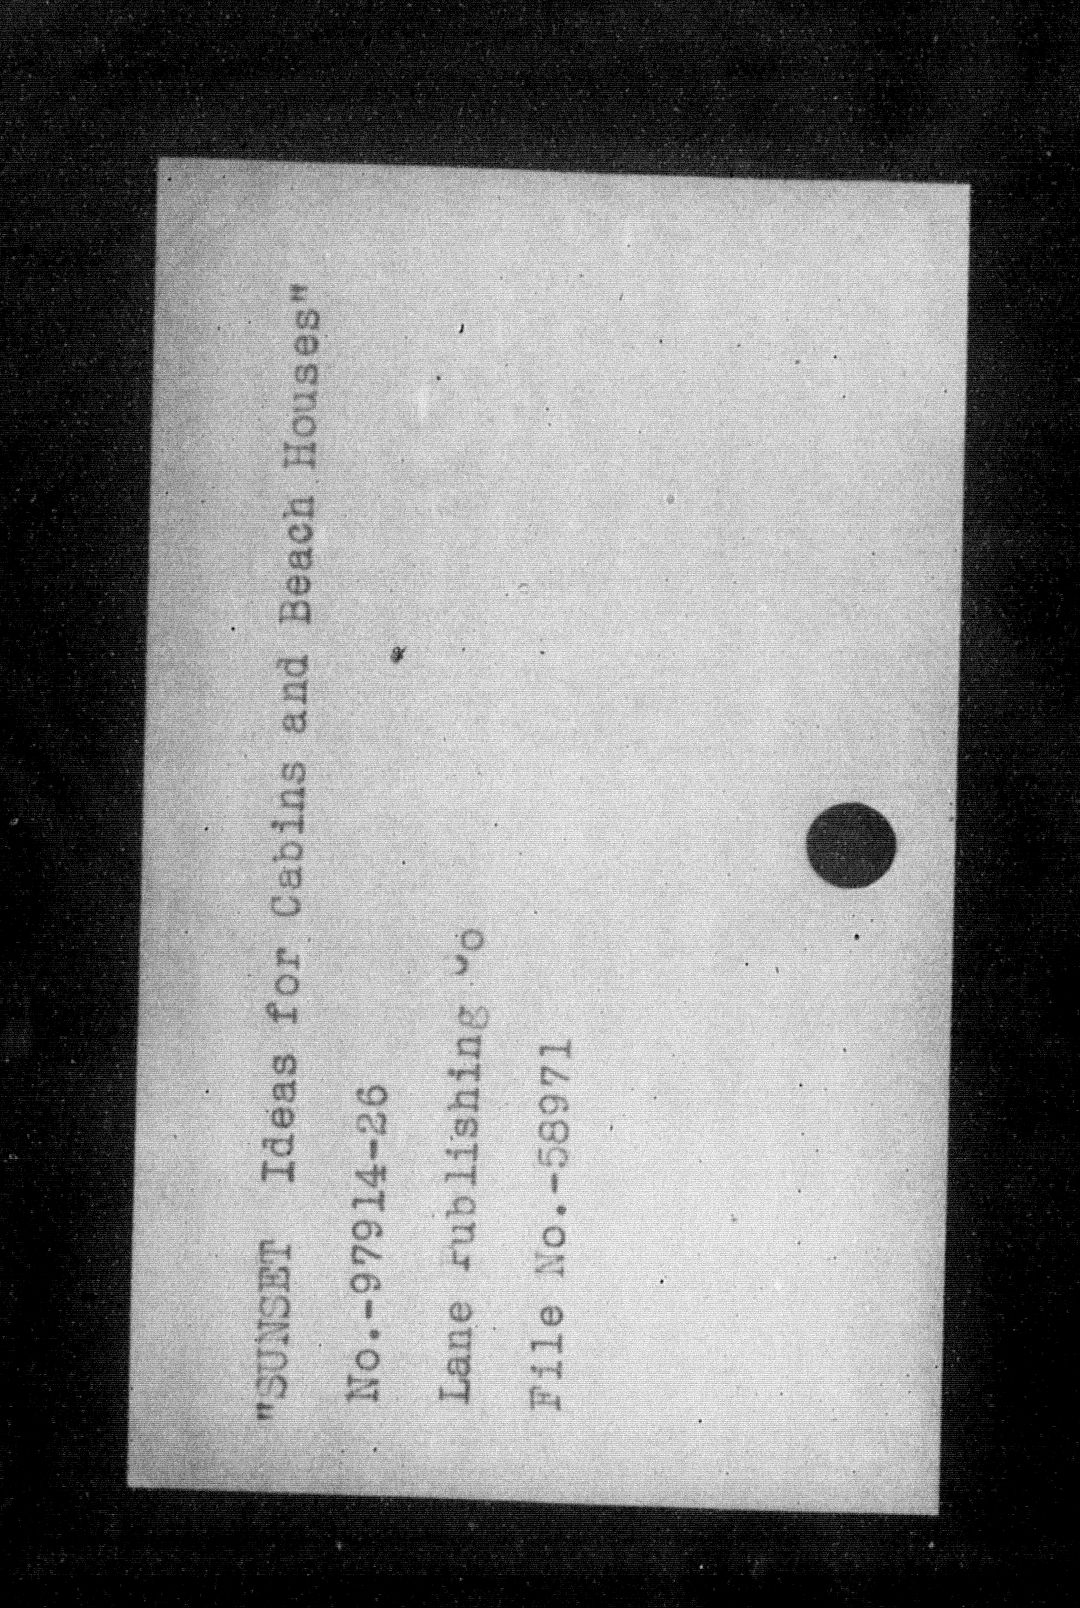 "SUNSET  Ideas for Cabins and Beach Houses"
No.-97914-26
Lane Publishing Co
File No.-58971